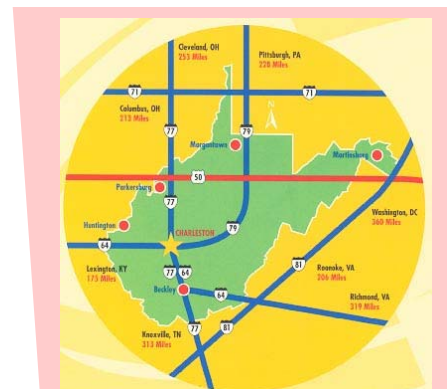 Cleveland, OH
253 Miles
Pittsburgh, PA
228 Miles
71
71
Columbus, OH
215 Miles
77
79
Morgantown
Martinsburg
50
Parkersburg
77
Huntington
79
Washington, DC
360 Miles
CHARLESTON
64
81
Lexington, KY
175 Miles
77
64
Roanoke, VA
206 Miles
Beckley
64
Richmond, VA
319 Miles
Knoxville, TN
313 Miles
77
81